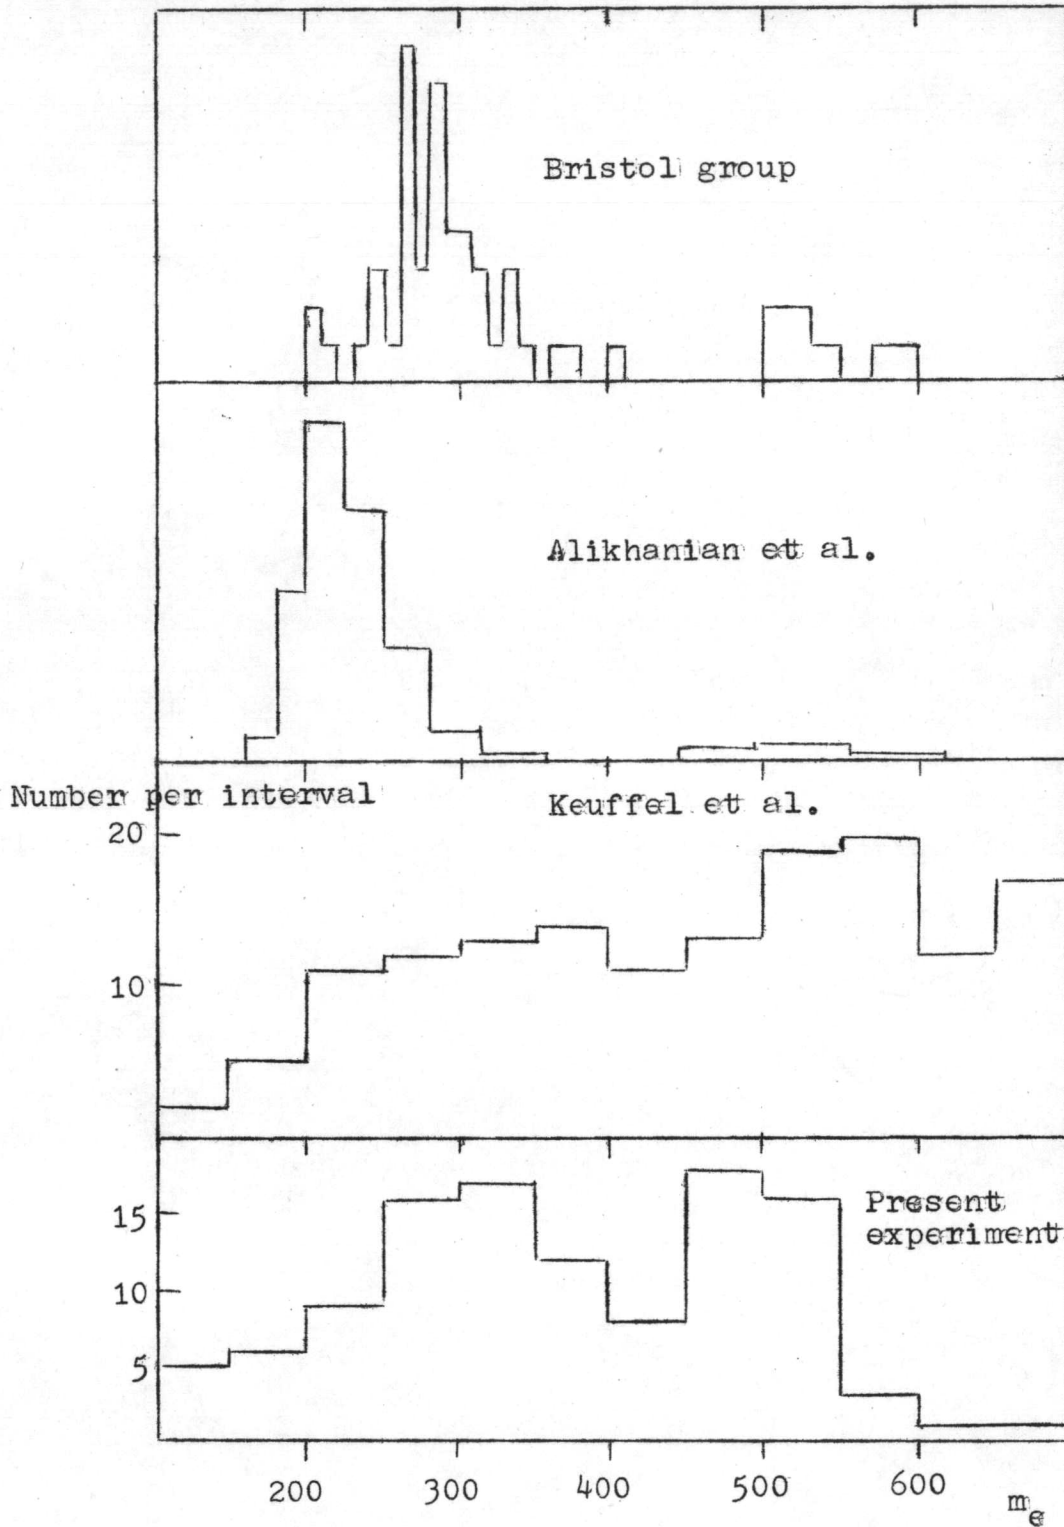 Bristol group
Alikhanian et al.
Number per interval
Keuffel et al.
20
10
Present
experiment
15
10
5
200
300
400
500
600
m_e